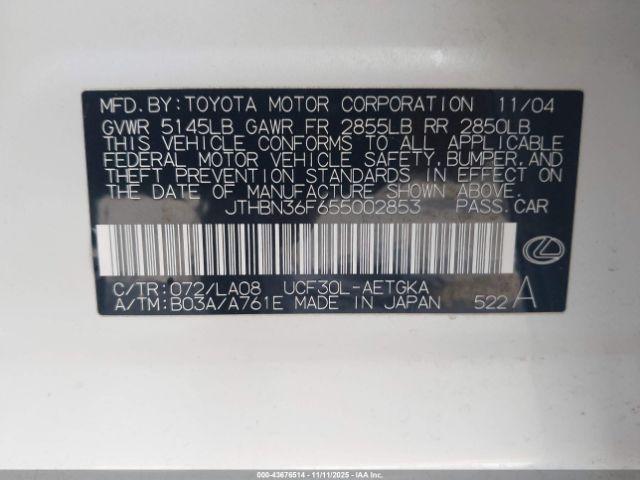 MFD. BY: TOYOTA MOTOR CORPORATION 11/04
GVWR 5145LB GAWR FR 2855LB RR 2850LB
THIS VEHICLE CONFORMS TO ALL APPLICABLE
FEDERAL MOTOR VEHICLE SAFETY, BUMPER, AND
THEFT PREVENTION STANDARDS IN EFFECT ON
THE DATE OF MANUFACTURE SHOWN ABOVE.
JTHBN36F655002853 PASS. CAR
C/TR: 072/LA08 UCF30L-AETGKA
A/TM: B03A/A761E MADE IN JAPAN 522 A
000-43676514 - 11/11/2025 - IAA Corp.